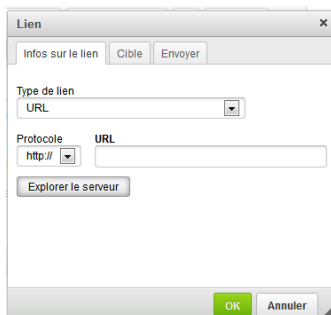 Lien ×
Infos sur le lien Cible Envoyer
Type de lien
URL
Protocole URL
http://
Explorer le serveur
OK Annuler